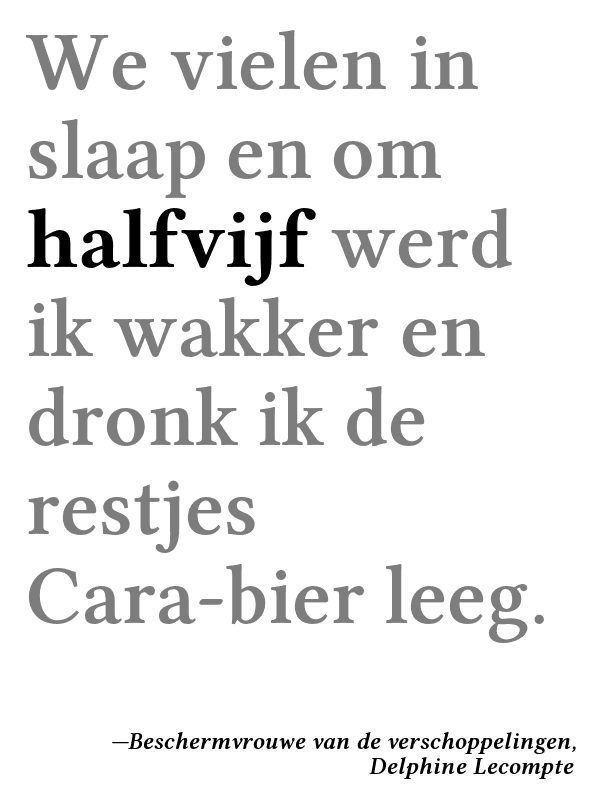 We vielen in
slaap en om
halfvijf werd
ik wakker en
dronk ik de
restjes
Cara-bier leeg.
—Beschermvrouwe van de verschoppelingen,
Delphine Lecompte